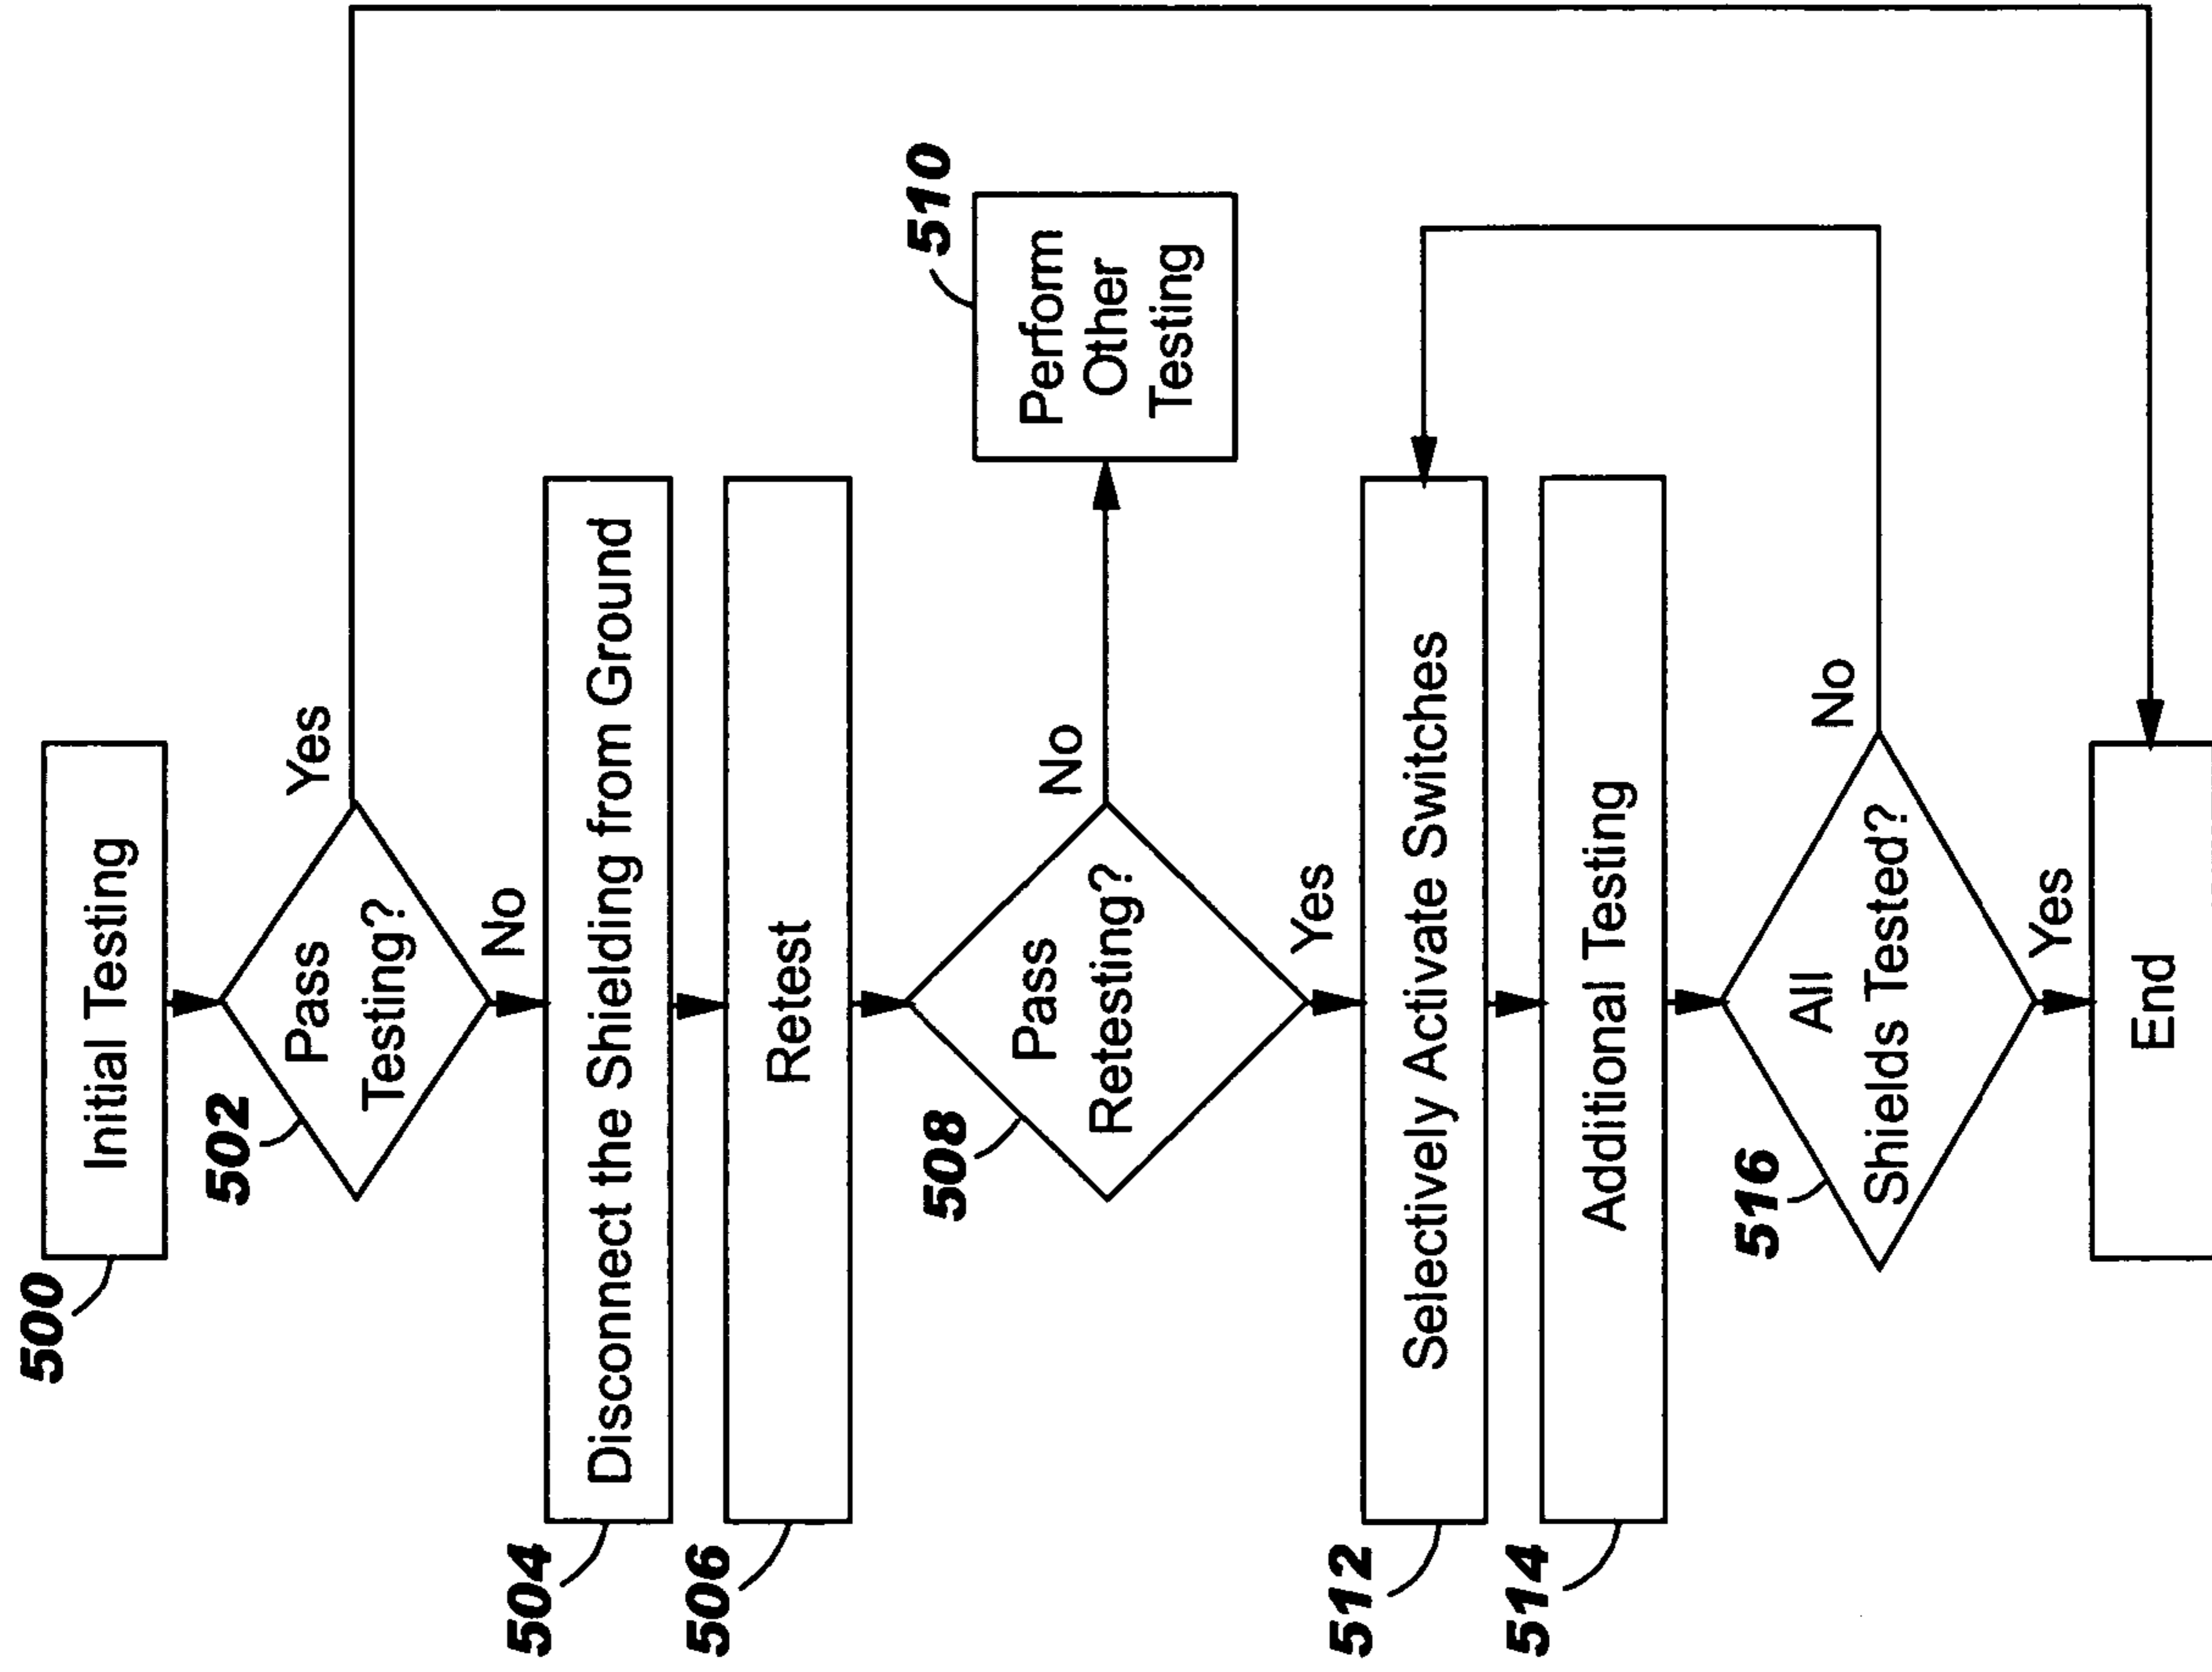 500
Initial Testing
502
Pass
Testing?
Yes
No
504
Disconnect the Shielding from Ground
506
Retest
508
Pass
Retesting?
No
510
Perform
Other
Testing
Yes
512
Selectively Activate Switches
514
Additional Testing
516
All
Shields Tested?
No
Yes
End